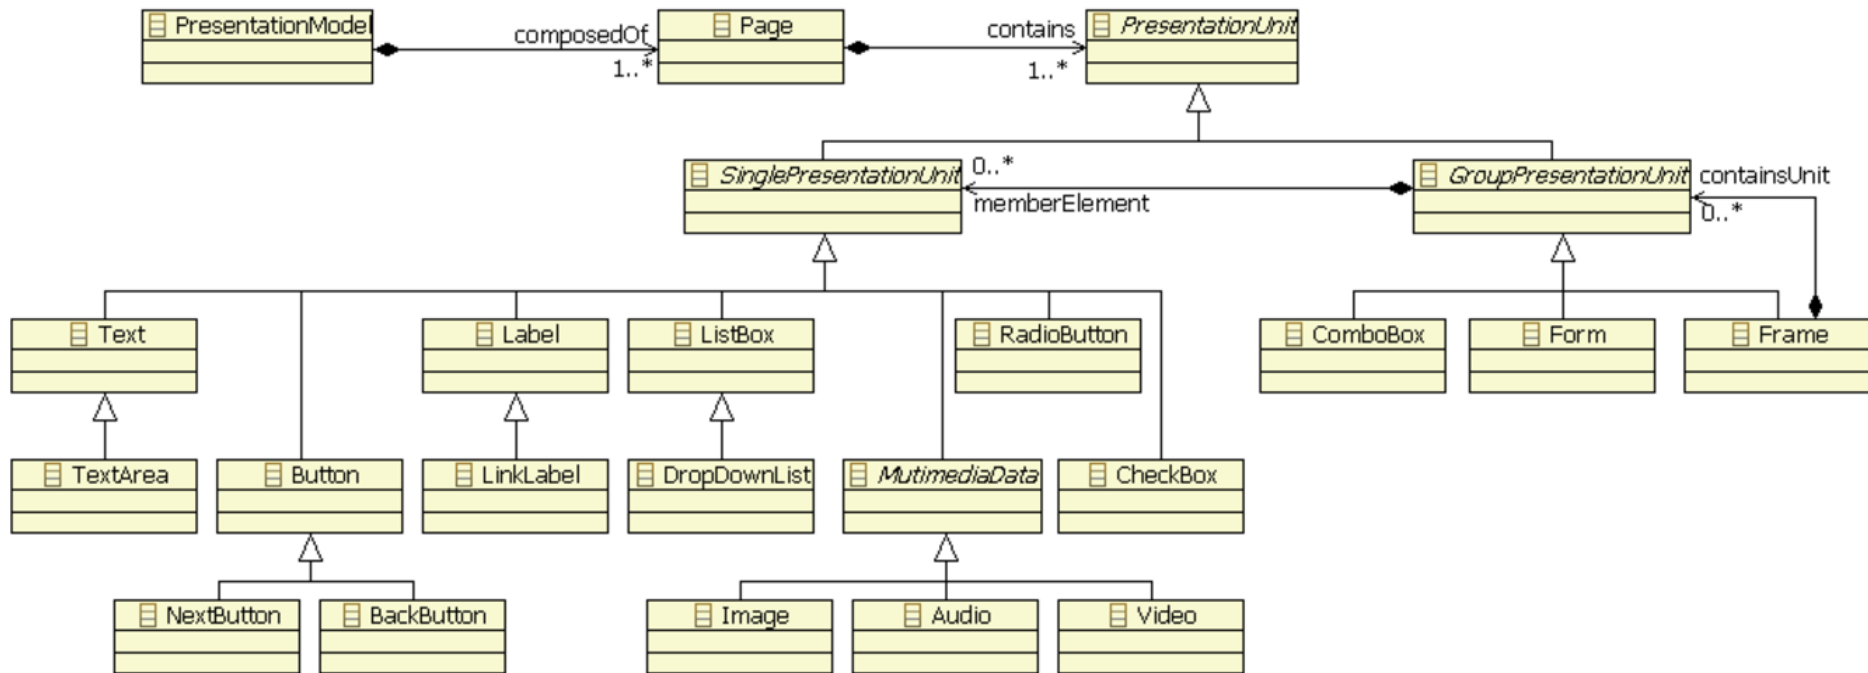 PresentationModel
composedOf
1..*
Page
contains
1..*
PresentationUnit
SinglePresentationUnit
0..*
memberElement
GroupPresentationUnit
containsUnit
0..*
Text
Label
ListBox
RadioButton
ComboBox
Form
Frame
TextArea
Button
LinkLabel
DropDownList
MutimediaData
CheckBox
NextButton
BackButton
Image
Audio
Video